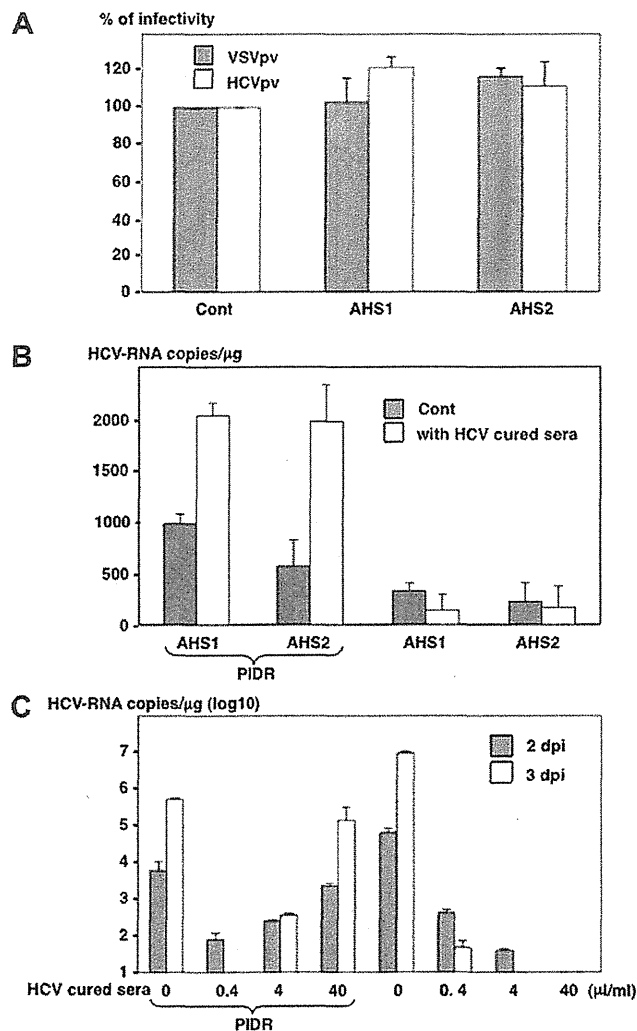 A
% of infectivity
VSVpv
HCVpv
120
100
80
60
40
20
0
Cont
AHS1
AHS2
B
HCV-RNA copies/μg
Cont
with HCV cured sera
2000
1500
1000
500
0
AHS1
AHS2
AHS1
AHS2
PIDR
C
HCV-RNA copies/μg (log10)
2 dpi
3 dpi
7
6
5
4
3
2
1
HCV cured sera 0 0.4 4 40 0 0. 4 4 40 (μl/ml)
PIDR